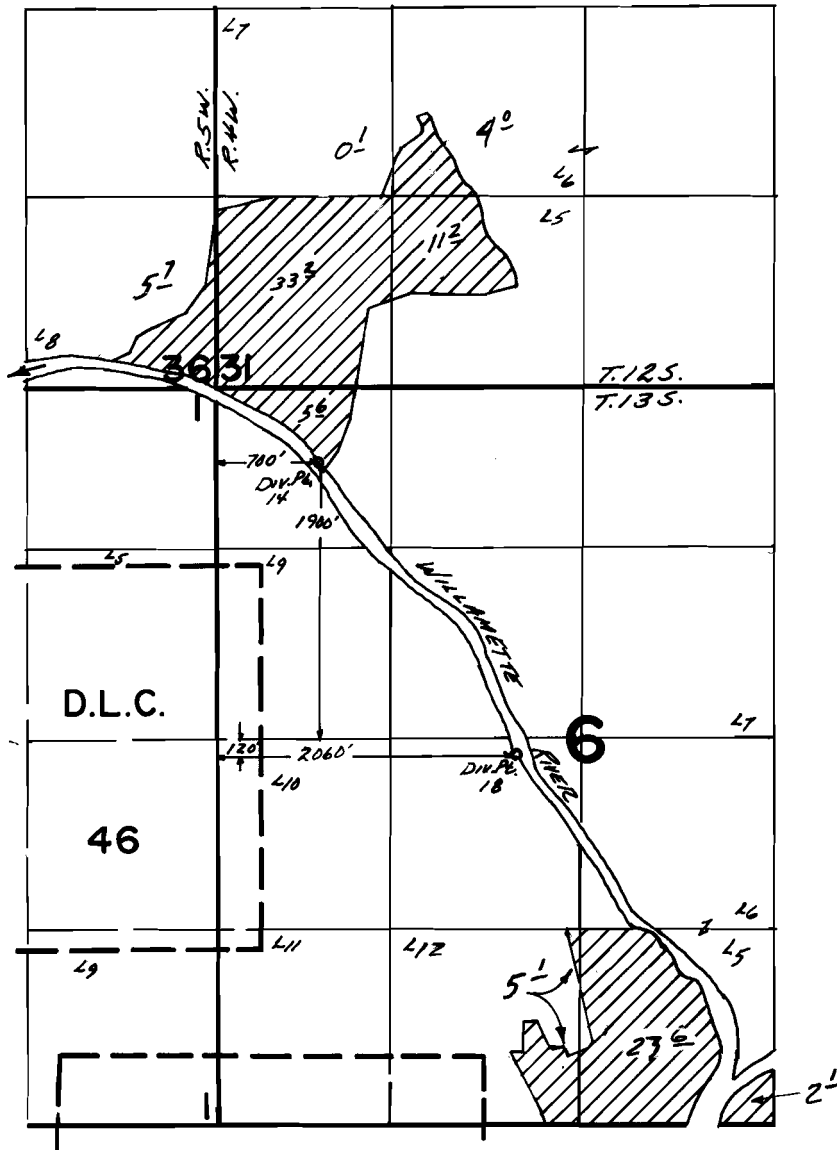 L7
R.5W.
R.4W.
0 1
4 0
L6
L5
11 2
33 2
5 7
L8
36 31
1
T.12S.
T.13S.
5 6
700'
Div.Pt.
14
1900'
L5
L9
WILLAMETTE
RIVER
D.L.C.
46
120'
2060'
L10
Div.Pt.
18
6
L7
L6
L5
L9
L11
L12
5 1
23 6
2 1
1